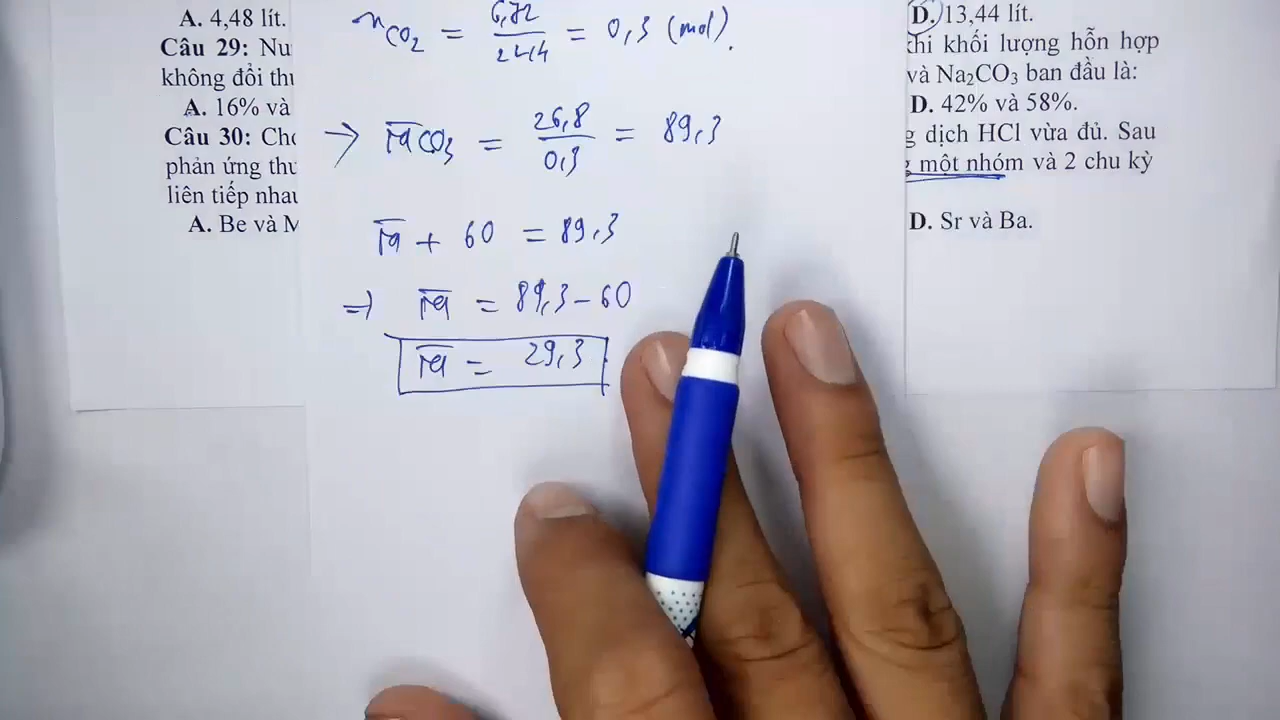 A. 4,48 lít.
Câu 29: Nu
không đổi thu
A. 16% và
Câu 30: Cho
phản ứng thu
liên tiếp nhau
A. Be và M
nCO₂ = 6,72 / 22,4 = 0,3 (mol).
→ M̅CO₃ = 26,8 / 0,3 = 89,3
M̅ + 60 = 89,3
⇒ M̅ = 89,3 - 60
M̅ = 29,3
D. 13,44 lít.
khi khối lượng hỗn hợp
và Na₂CO₃ ban đầu là:
D. 42% và 58%.
g dịch HCl vừa đủ. Sau
g một nhóm và 2 chu kỳ
D. Sr và Ba.